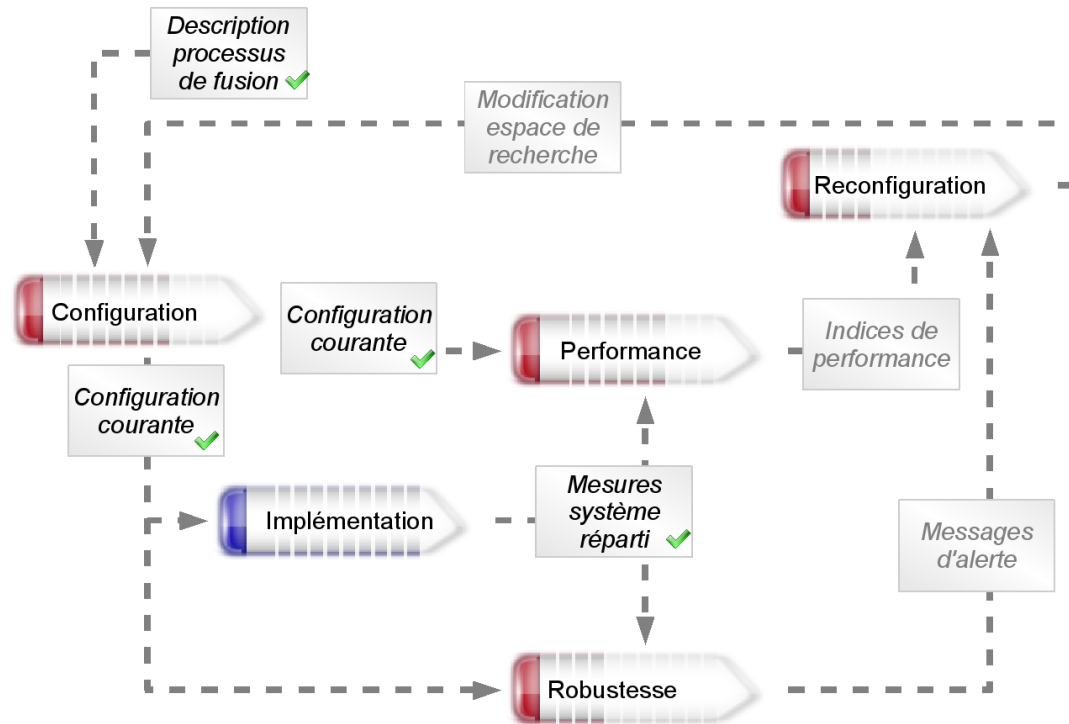 Description
processus
de fusion
Modification
espace de
recherche
Reconfiguration
Configuration
Configuration
courante
Performance
Indices de
performance
Configuration
courante
Implémentation
Mesures
système
réparti
Messages
d'alerte
Robustesse